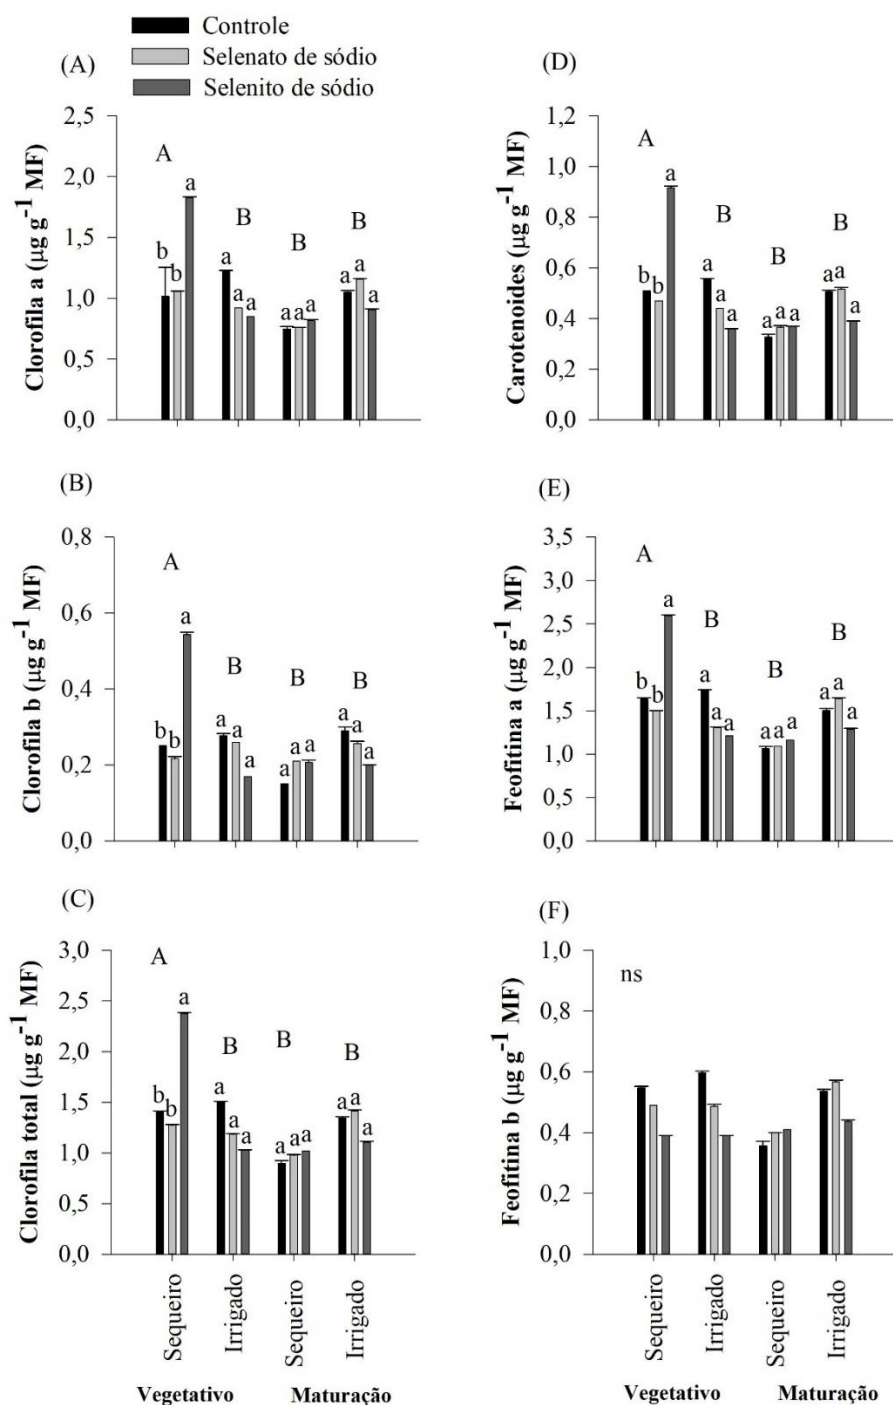 Controle
Selenato de sódio
Selenito de sódio
(A)
2,5
2,0
1,5
1,0
0,5
0,0
Clorofila a (µg g⁻¹ MF)
A
B
B
B
b b a
a a a
a a a
a a a
(D)
1,2
1,0
0,8
0,6
0,4
0,2
0,0
Carotenoides (µg g⁻¹ MF)
A
B
B
B
b b a
a a a
a a a
a a a
(B)
0,8
0,6
0,4
0,2
0,0
Clorofila b (µg g⁻¹ MF)
A
B
B
B
b b a
a a a
a a a
a a a
(E)
3,5
3,0
2,5
2,0
1,5
1,0
0,5
0,0
Feofitina a (µg g⁻¹ MF)
A
B
B
B
b b a
a a a
a a a
a a a
(C)
3,0
2,5
2,0
1,5
1,0
0,5
0,0
Clorofila total (µg g⁻¹ MF)
A
B
B
B
b b a
a a a
a a a
a a a
Sequeiro
Irrigado
Sequeiro
Irrigado
Vegetativo
Maturação
(F)
1,0
0,8
0,6
0,4
0,2
0,0
Feofitina b (µg g⁻¹ MF)
ns
Sequeiro
Irrigado
Sequeiro
Irrigado
Vegetativo
Maturação